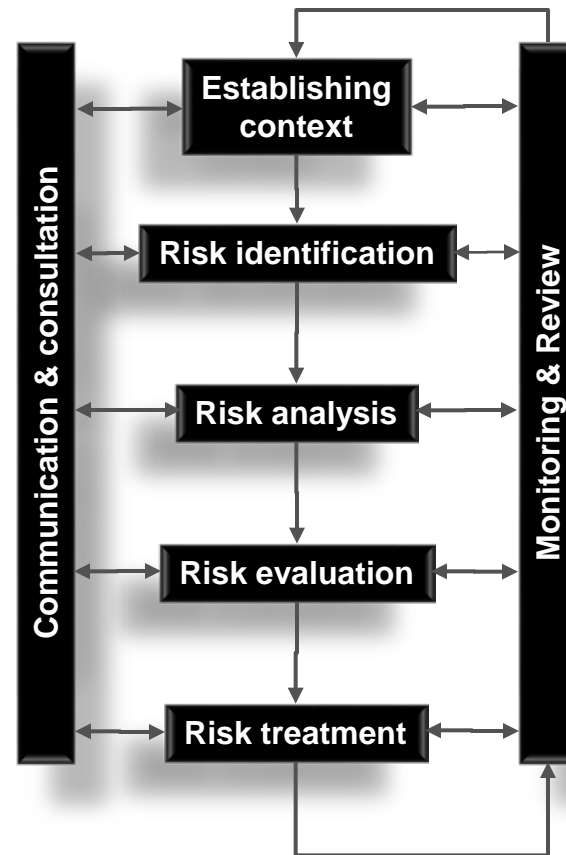 Establishing
context
Risk identification
Risk analysis
Risk evaluation
Risk treatment
Communication & consultation
Monitoring & Review